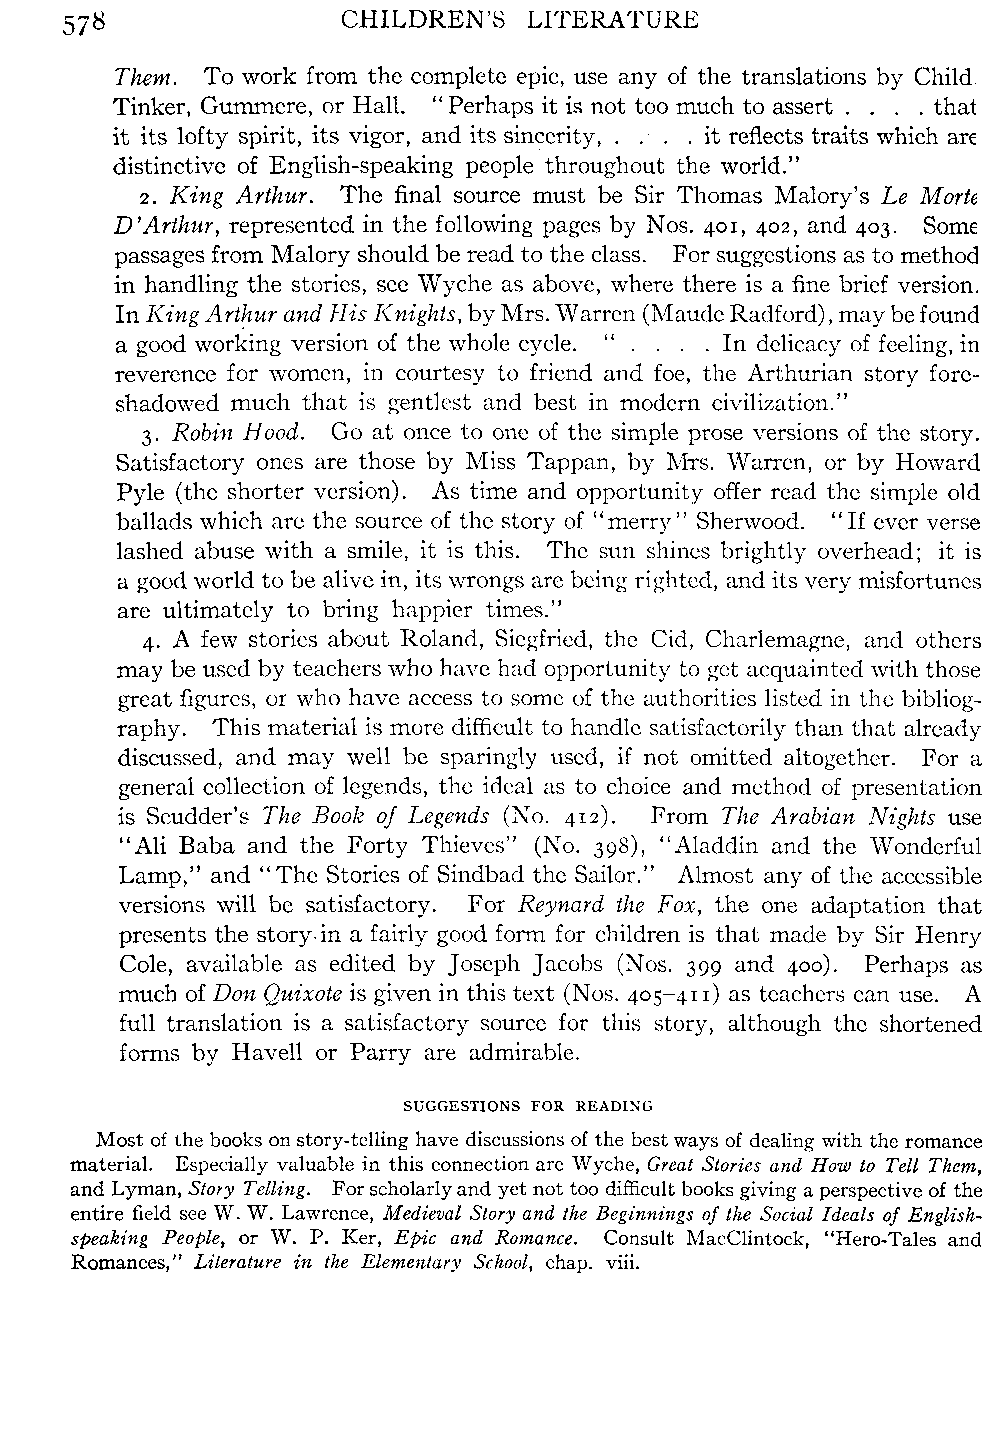 578 CHILDREN'S LITERATURE
Them. To work from the complete epic, use any of the translations by Child
Tinker, Gummere, or Hall. "Perhaps it is not too much to assert . . . . that
it its lofty spirit, its vigor, and its sincerity, . . . . it reflects traits which are
distinctive of English-speaking people throughout the world."
2. King Arthur. The final source must be Sir Thomas Malory's Le Morte
D'Arthur, represented in the following pages by Nos. 401, 402, and 403. Some
passages from Malory should be read to the class. For suggestions as to method
in handling the stories, see Wyche as above, where there is a fine brief version.
In King Arthur and His Knights, by Mrs. Warren (Maude Radford), may be found
a good working version of the whole cycle. " . . . . In delicacy of feeling, in
reverence for women, in courtesy to friend and foe, the Arthurian story fore-
shadowed much that is gentlest and best in modern civilization."
3. Robin Hood. Go at once to one of the simple prose versions of the story.
Satisfactory ones are those by Miss Tappan, by Mrs. Warren, or by Howard
Pyle (the shorter version). As time and opportunity offer read the simple old
ballads which are the source of the story of "merry" Sherwood. "If ever verse
lashed abuse with a smile, it is this. The sun shines brightly overhead; it is
a good world to be alive in, its wrongs are being righted, and its very misfortunes
are ultimately to bring happier times."
4. A few stories about Roland, Siegfried, the Cid, Charlemagne, and others
may be used by teachers who have had opportunity to get acquainted with those
great figures, or who have access to some of the authorities listed in the bibliog-
raphy. This material is more difficult to handle satisfactorily than that already
discussed, and may well be sparingly used, if not omitted altogether. For a
general collection of legends, the ideal as to choice and method of presentation
is Scudder's The Book of Legends (No. 412). From The Arabian Nights use
"Ali Baba and the Forty Thieves" (No. 398), "Aladdin and the Wonderful
Lamp," and "The Stories of Sindbad the Sailor." Almost any of the accessible
versions will be satisfactory. For Reynard the Fox, the one adaptation that
presents the story in a fairly good form for children is that made by Sir Henry
Cole, available as edited by Joseph Jacobs (Nos. 399 and 400). Perhaps as
much of Don Quixote is given in this text (Nos. 405–411) as teachers can use. A
full translation is a satisfactory source for this story, although the shortened
forms by Havell or Parry are admirable.
SUGGESTIONS FOR READING
Most of the books on story-telling have discussions of the best ways of dealing with the romance
material. Especially valuable in this connection are Wyche, Great Stories and How to Tell Them,
and Lyman, Story Telling. For scholarly and yet not too difficult books giving a perspective of the
entire field see W. W. Lawrence, Medieval Story and the Beginnings of the Social Ideals of English-
speaking People, or W. P. Ker, Epic and Romance. Consult MacClintock, "Hero-Tales and
Romances," Literature in the Elementary School, chap. viii.